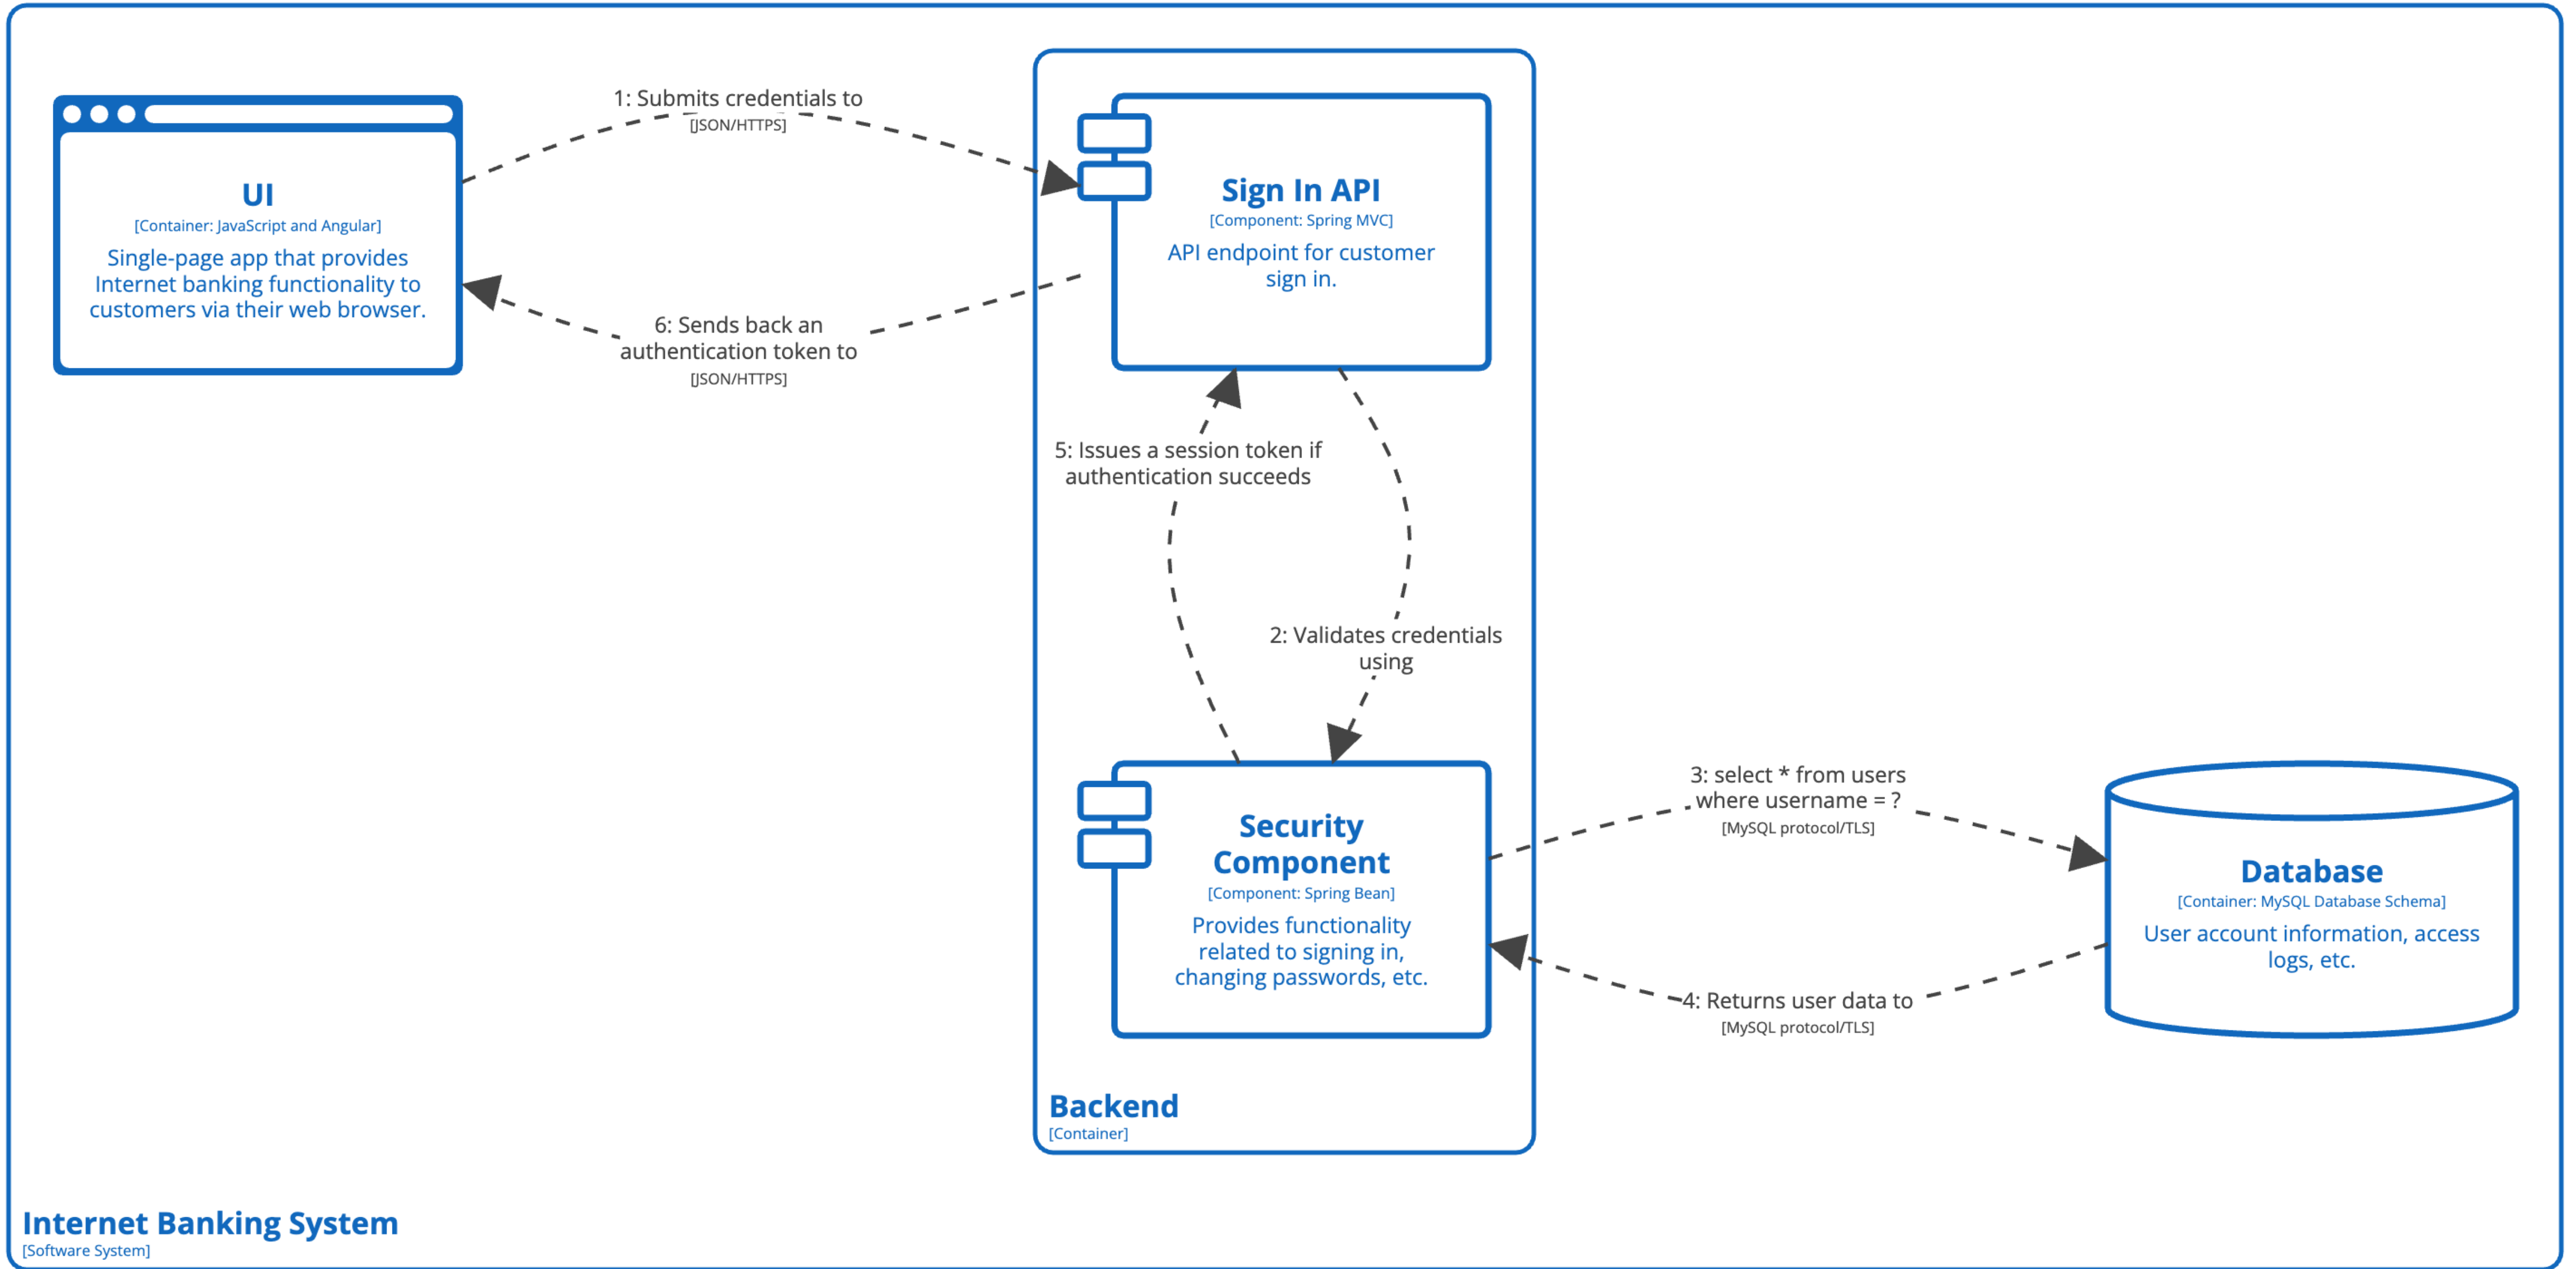 1: Submits credentials to
[JSON/HTTPS]
UI
[Container: JavaScript and Angular]
Single-page app that provides
Internet banking functionality to
customers via their web browser.
Sign In API
[Component: Spring MVC]
API endpoint for customer
sign in.
6: Sends back an
authentication token to
[JSON/HTTPS]
5: Issues a session token if
authentication succeeds
2: Validates credentials
using
3: select * from users
where username = ?
[MySQL protocol/TLS]
Security
Component
[Component: Spring Bean]
Provides functionality
related to signing in,
changing passwords, etc.
Database
[Container: MySQL Database Schema]
User account information, access
logs, etc.
4: Returns user data to
[MySQL protocol/TLS]
Backend
[Container]
Internet Banking System
[Software System]